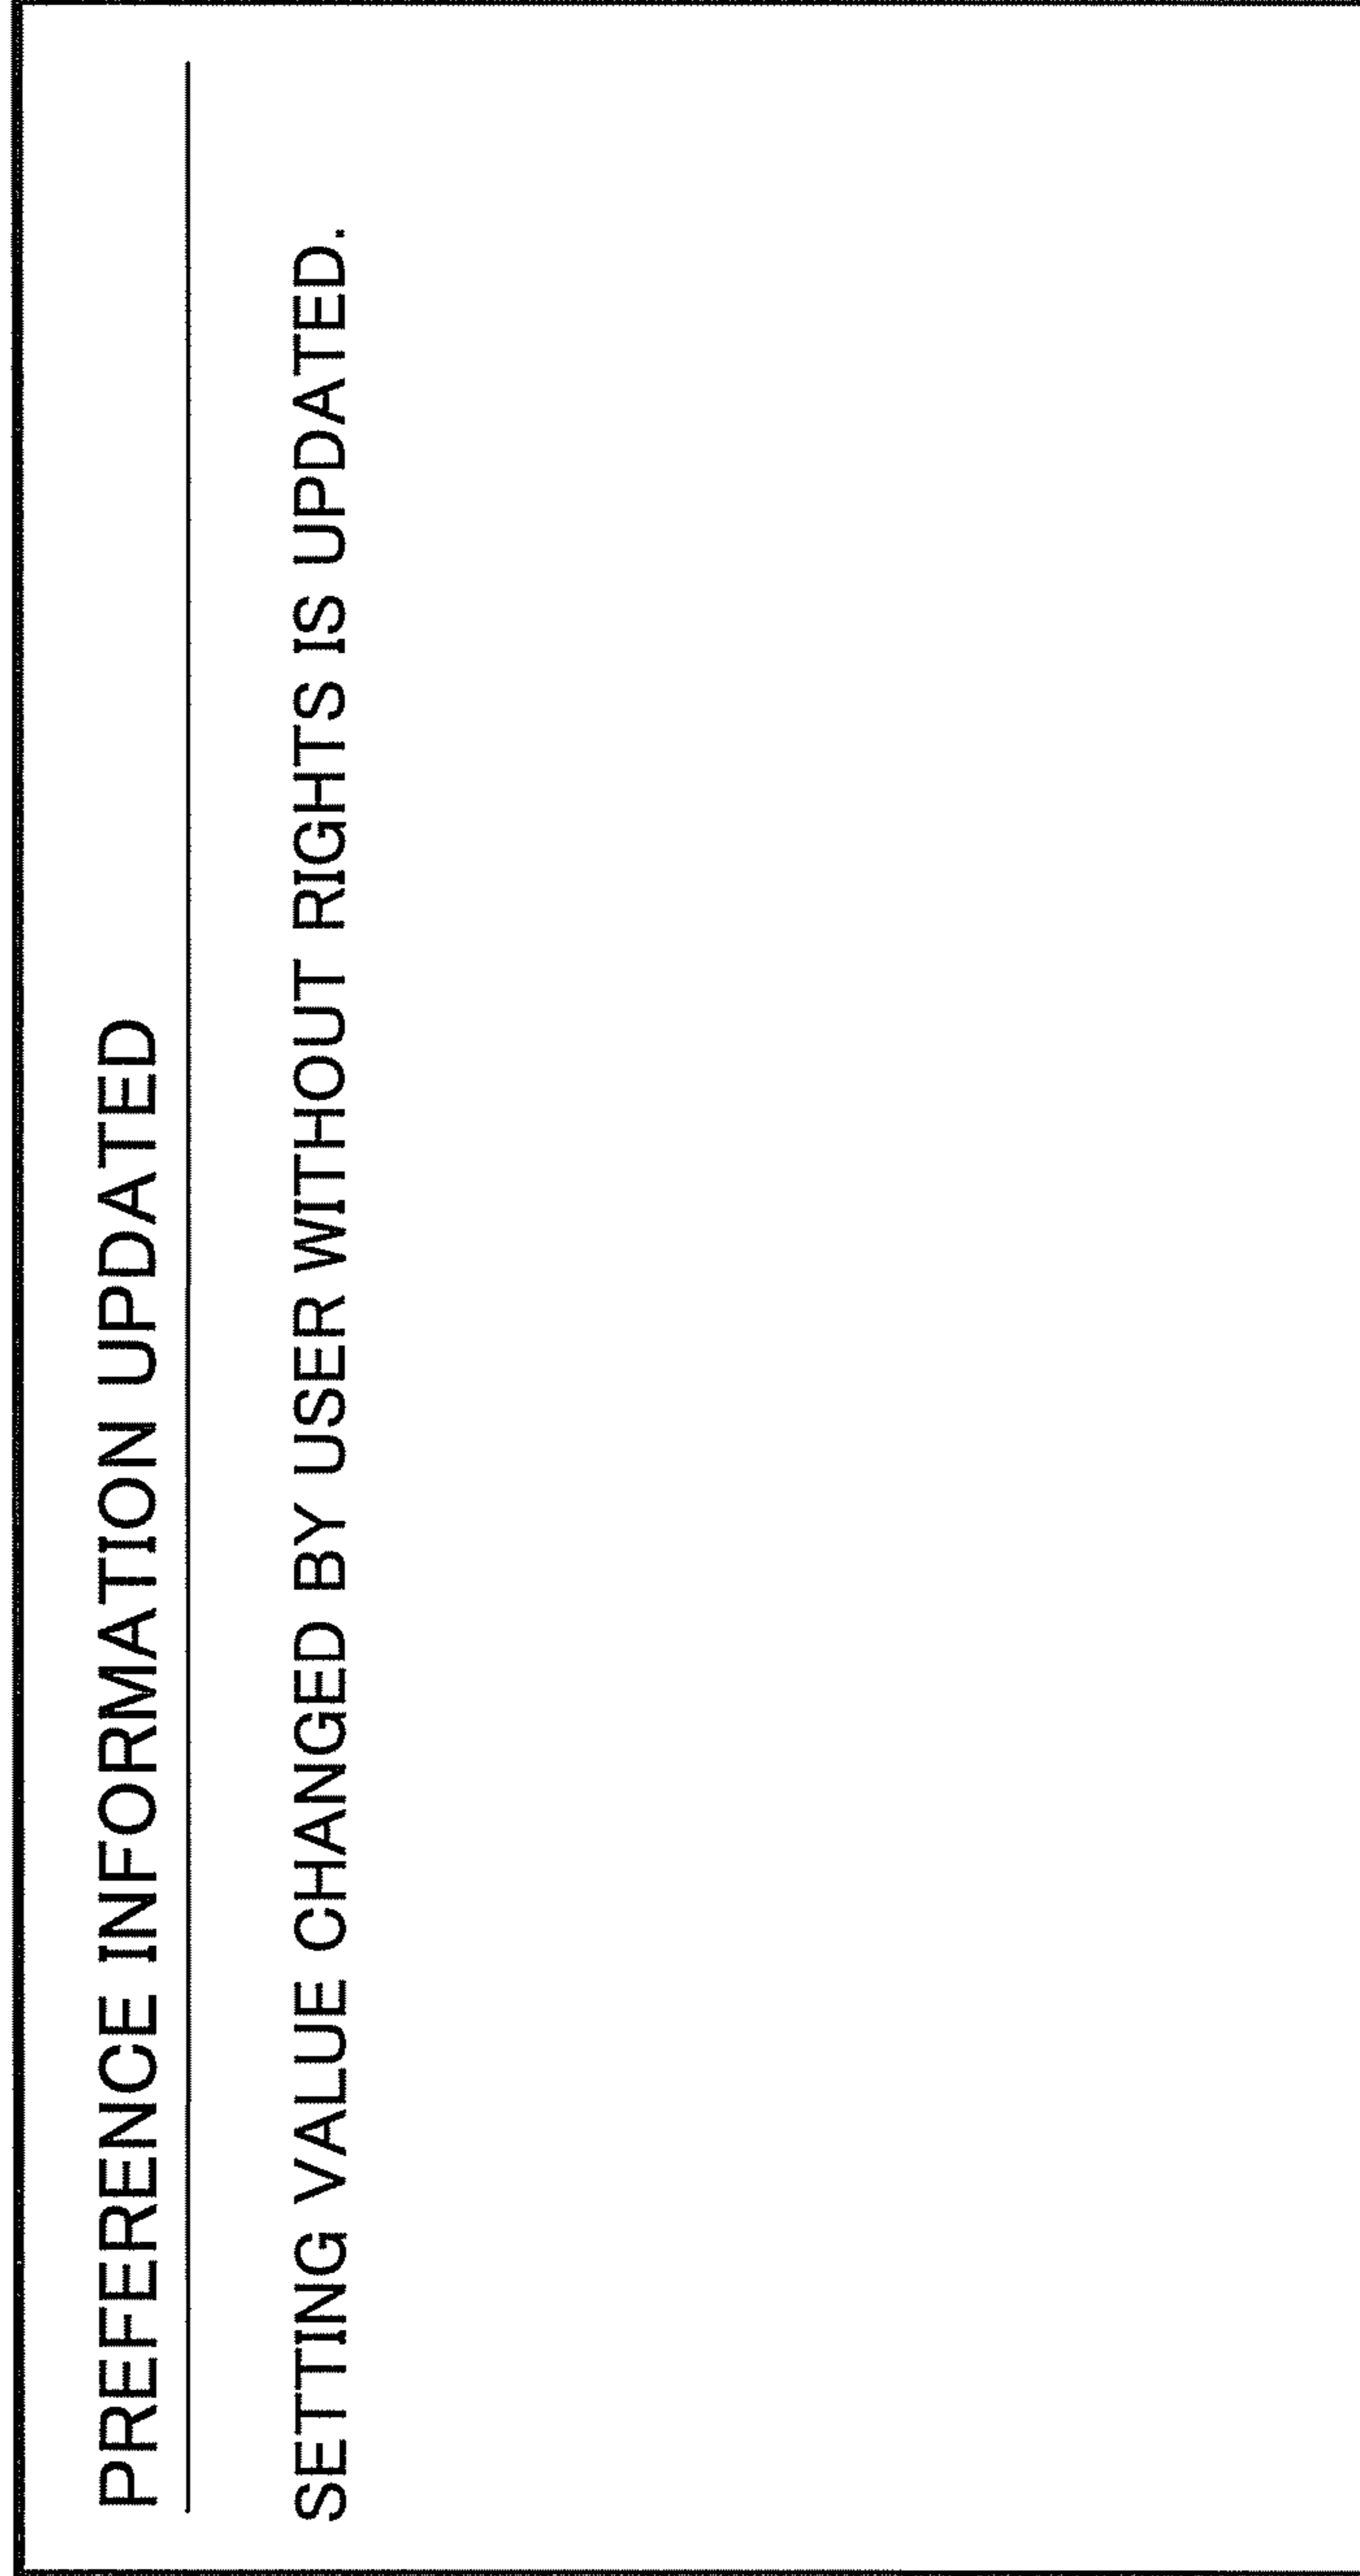 PREFERENCE INFORMATION UPDATED
SETTING VALUE CHANGED BY USER WITHOUT RIGHTS IS UPDATED.